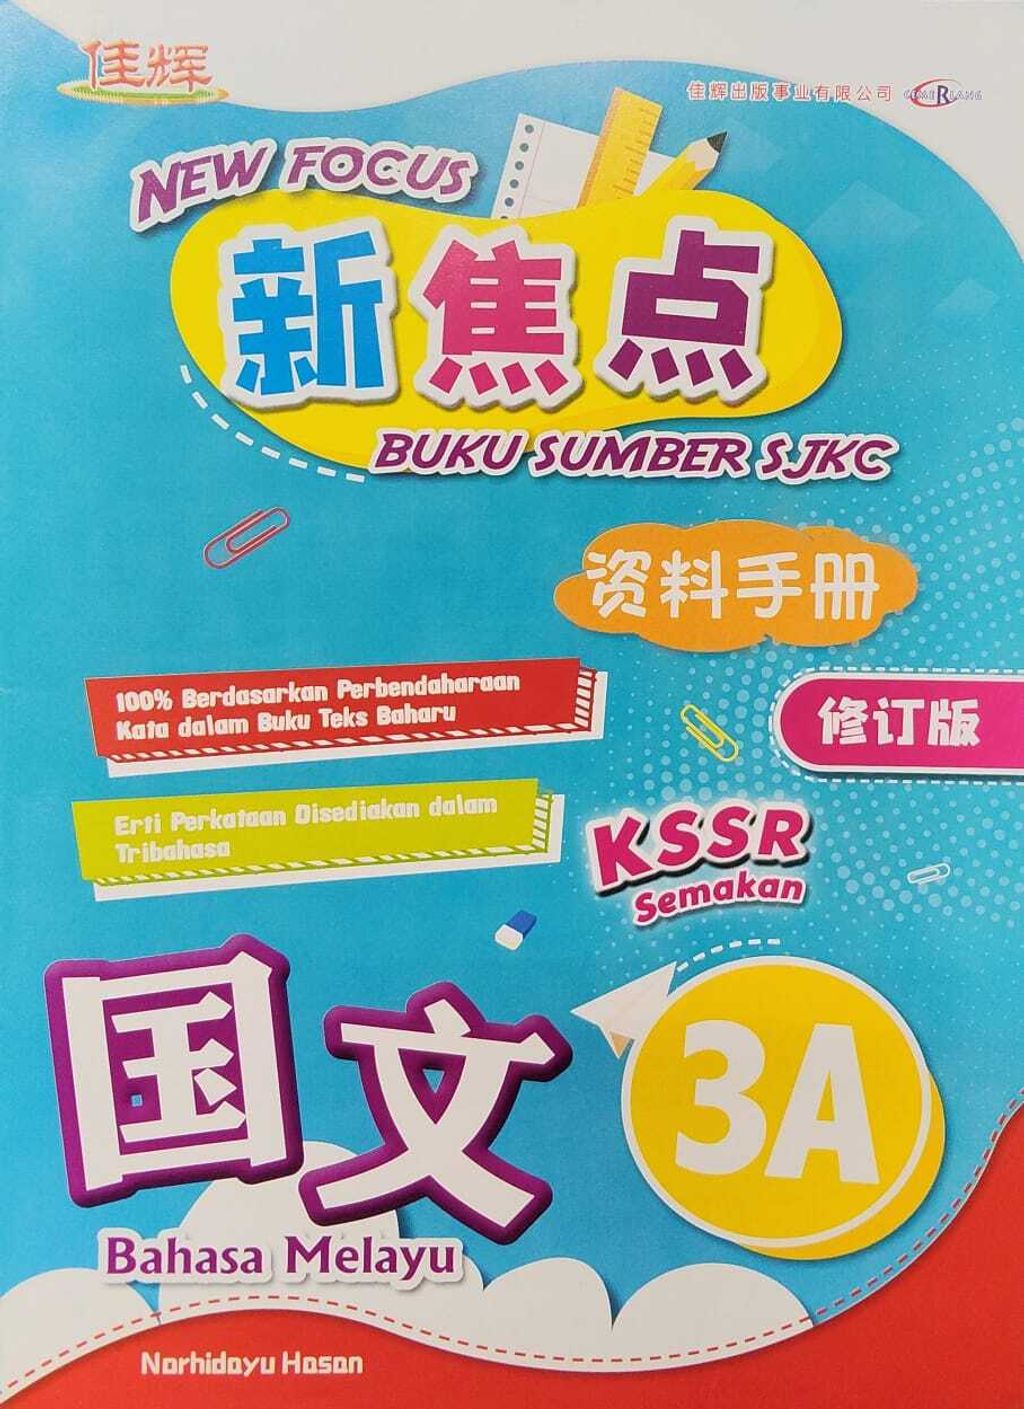 佳辉
佳辉出版事业有限公司 CEMERLANG
NEW FOCUS
新焦点
BUKU SUMBER SJKC
资料手册
100% Berdasarkan Perbendaharaan
Kata dalam Buku Teks Baharu
修订版
Erti Perkataan Disediakan dalam
Tribahasa
KSSR
Semakan
国文
3A
Bahasa Melayu
Norhidayu Hasan